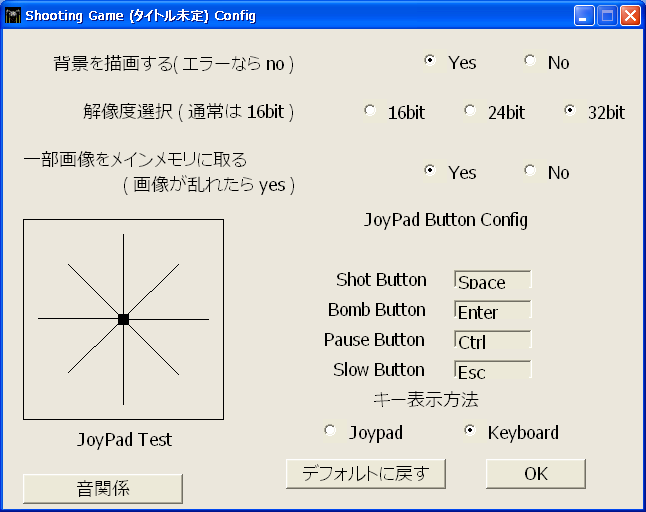 Shooting Game (タイトル未定) Config
背景を描画する( エラーなら no )
Yes
No
解像度選択 ( 通常は 16bit )
16bit
24bit
32bit
一部画像をメインメモリに取る
( 画像が乱れたら yes )
Yes
No
JoyPad Button Config
Shot Button
Space
Bomb Button
Enter
Pause Button
Ctrl
Slow Button
Esc
キー表示方法
Joypad
Keyboard
JoyPad Test
音関係
デフォルトに戻す
OK